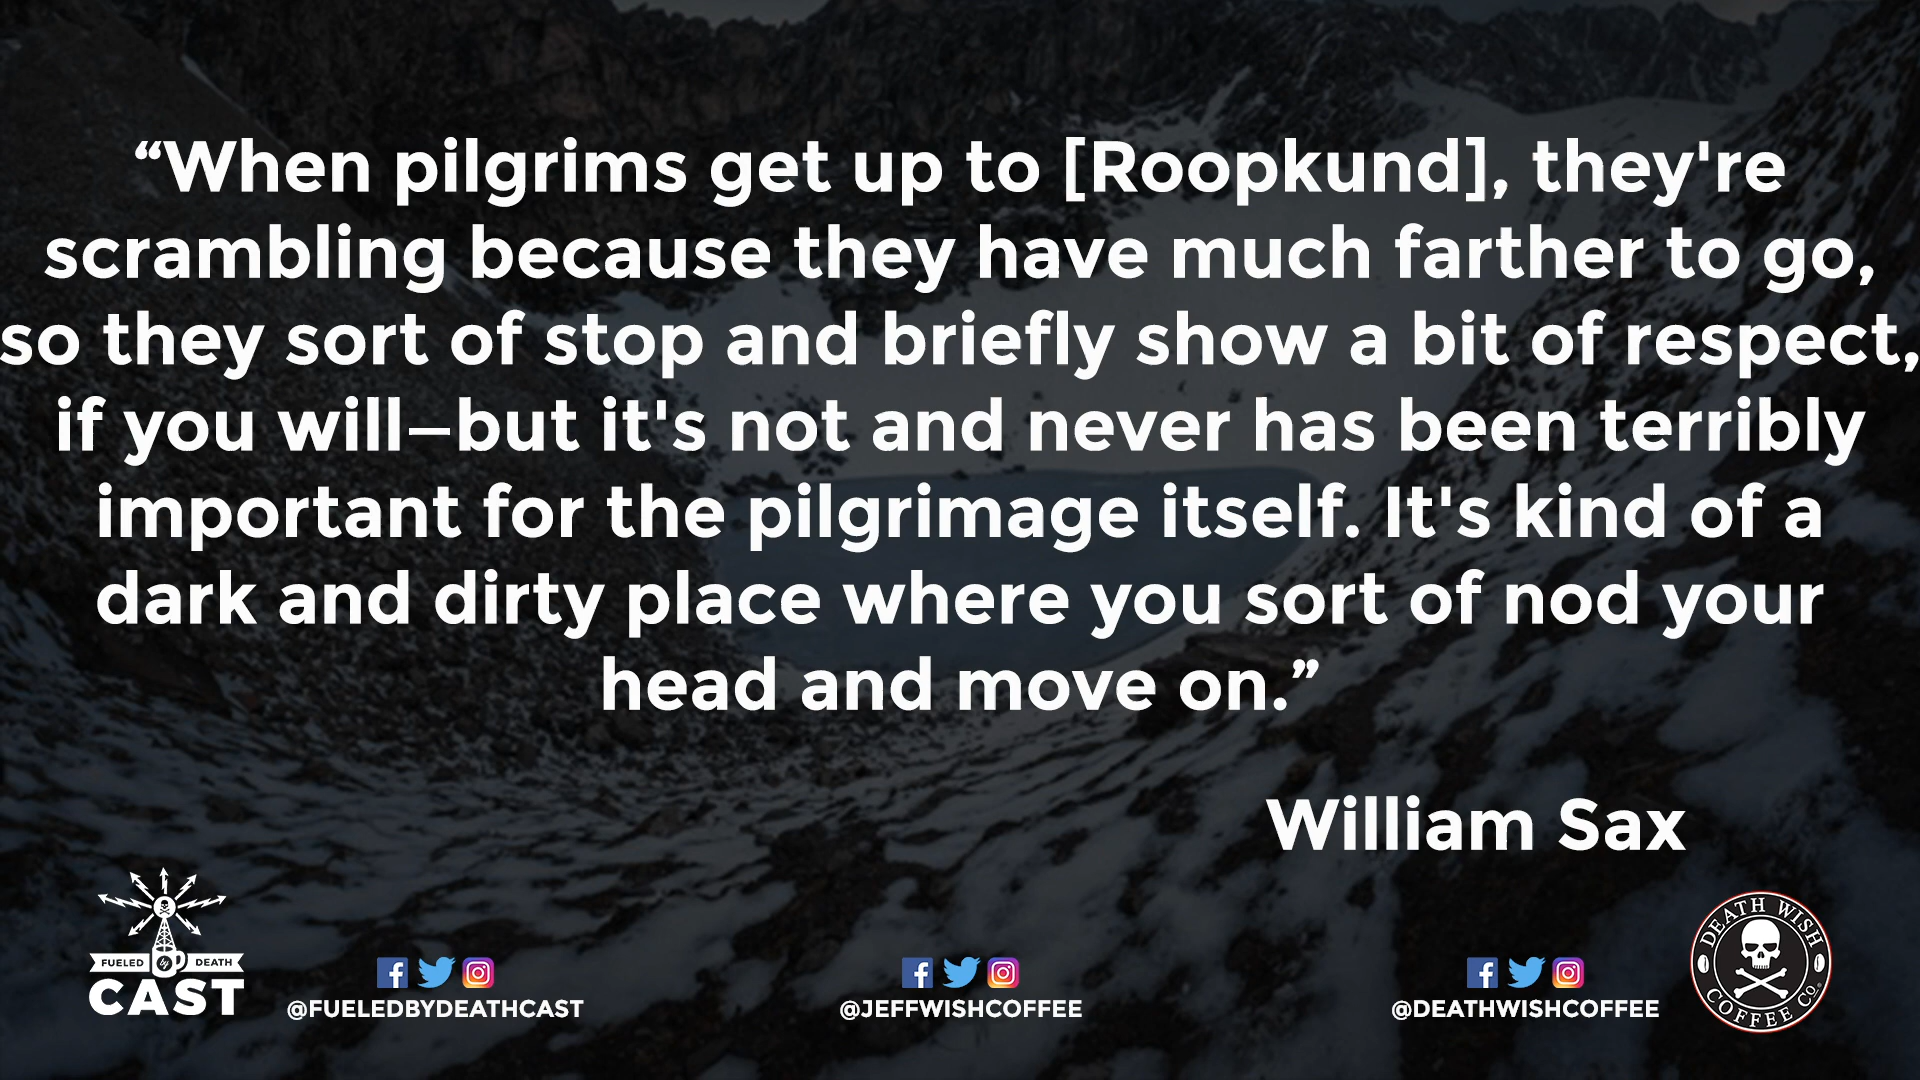 “When pilgrims get up to [Roopkund], they're
scrambling because they have much farther to go,
so they sort of stop and briefly show a bit of respect,
if you will—but it's not and never has been terribly
important for the pilgrimage itself. It's kind of a
dark and dirty place where you sort of nod your
head and move on.”
William Sax
FUELED by DEATH
CAST
@FUELEDBYDEATHCAST
@JEFFWISHCOFFEE
@DEATHWISHCOFFEE
DEATH WISH
COFFEE Co.